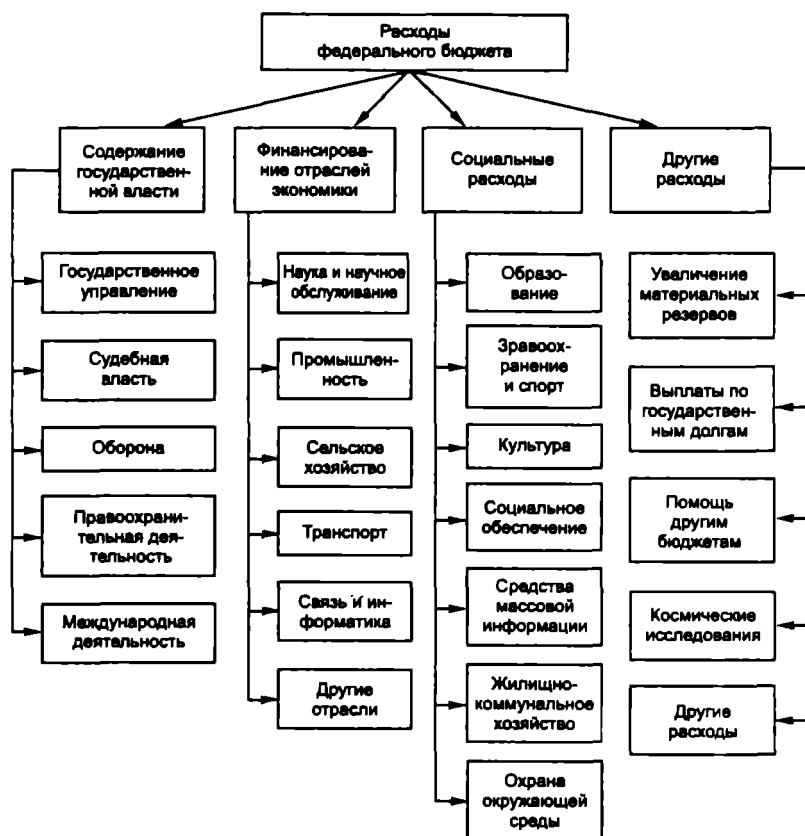 Расходы
федерального бюджета
Содержание
государствен-
ной власти
Финансирова-
ние отраслей
экономики
Социальные
расходы
Другие
расходы
Государственное
управление
Судебная
власть
Оборона
Правоохрани-
тельная дея-
тельность
Международная
деятельность
Наука и научное
обслуживание
Промышлен-
ность
Сельское
хозяйство
Транспорт
Связь и ин-
форматика
Другие
отрасли
Образо-
вание
Зравоох-
ранение
и спорт
Культура
Социальное
обеспечение
Средства
массовой
информации
Жилищно-
коммунальное
хозяйство
Охрана
окружающей
среды
Увеличение
материальных
резервов
Выплаты по
государствен-
ным долгам
Помощь
другим
бюджетам
Космические
исследования
Другие
расходы